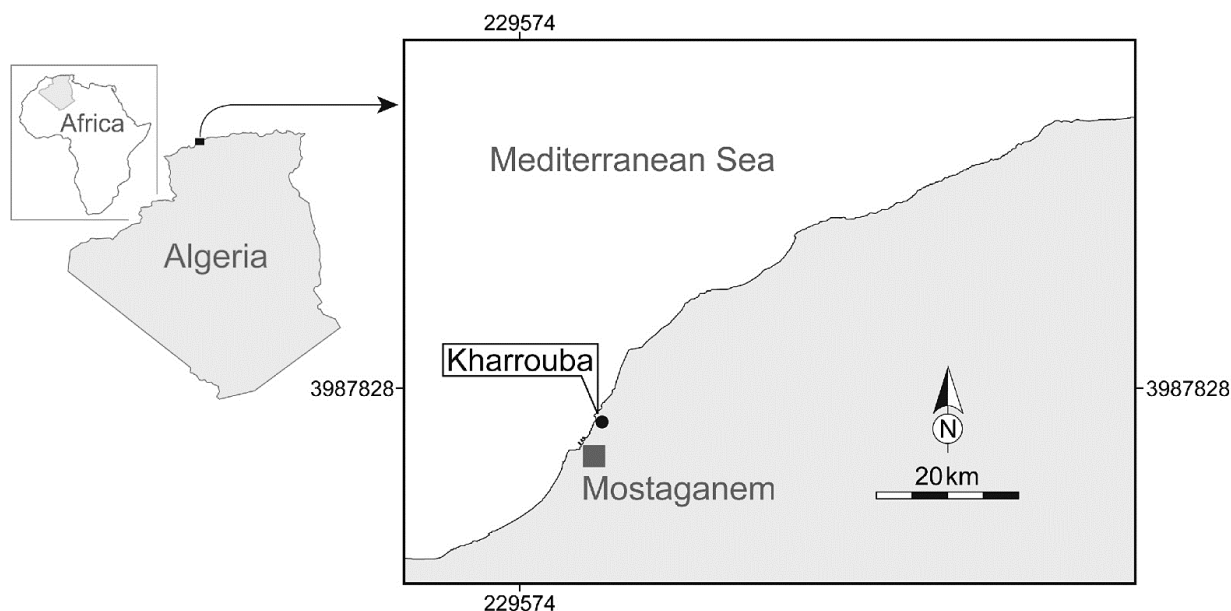 229574
Africa
Algeria
Mediterranean Sea
Kharrouba
3987828
3987828
N
20 km
Mostaganem
229574